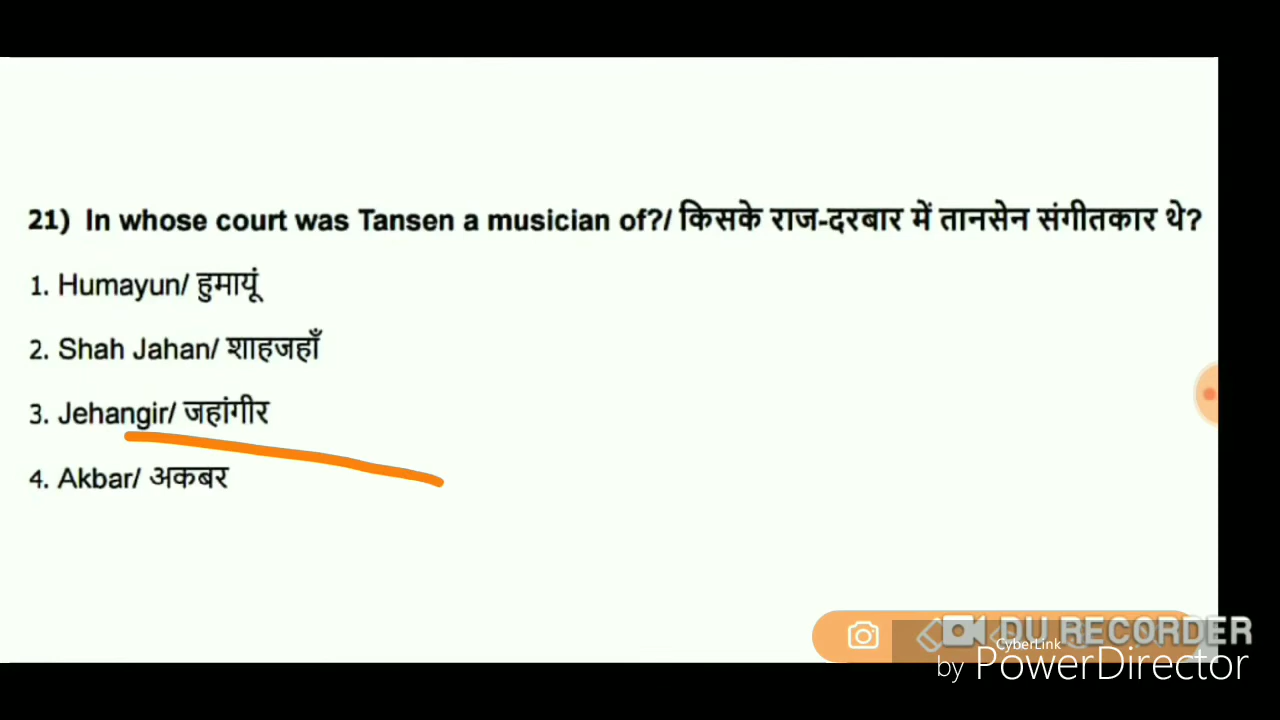 21) In whose court was Tansen a musician of?/ किसके राज-दरबार में तानसेन संगीतकार थे?
1. Humayun/ हुमायूं
2. Shah Jahan/ शाहजहाँ
3. Jehangir/ जहांगीर
4. Akbar/ अकबर
DU RECORDER
CyberLink
by PowerDirector